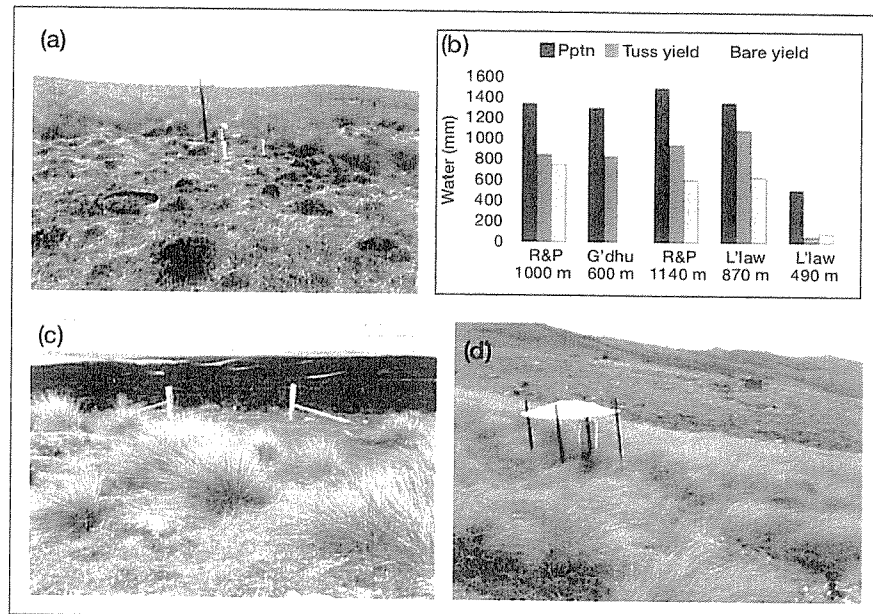 (a)
(b)
Pptn Tuss yield Bare yield
1600
1400
1200
1000
800
600
400
200
0
Water (mm)
R&P G'dhu R&P L'law L'law
1000 m 600 m 1140 m 870 m 490 m
(c)
(d)